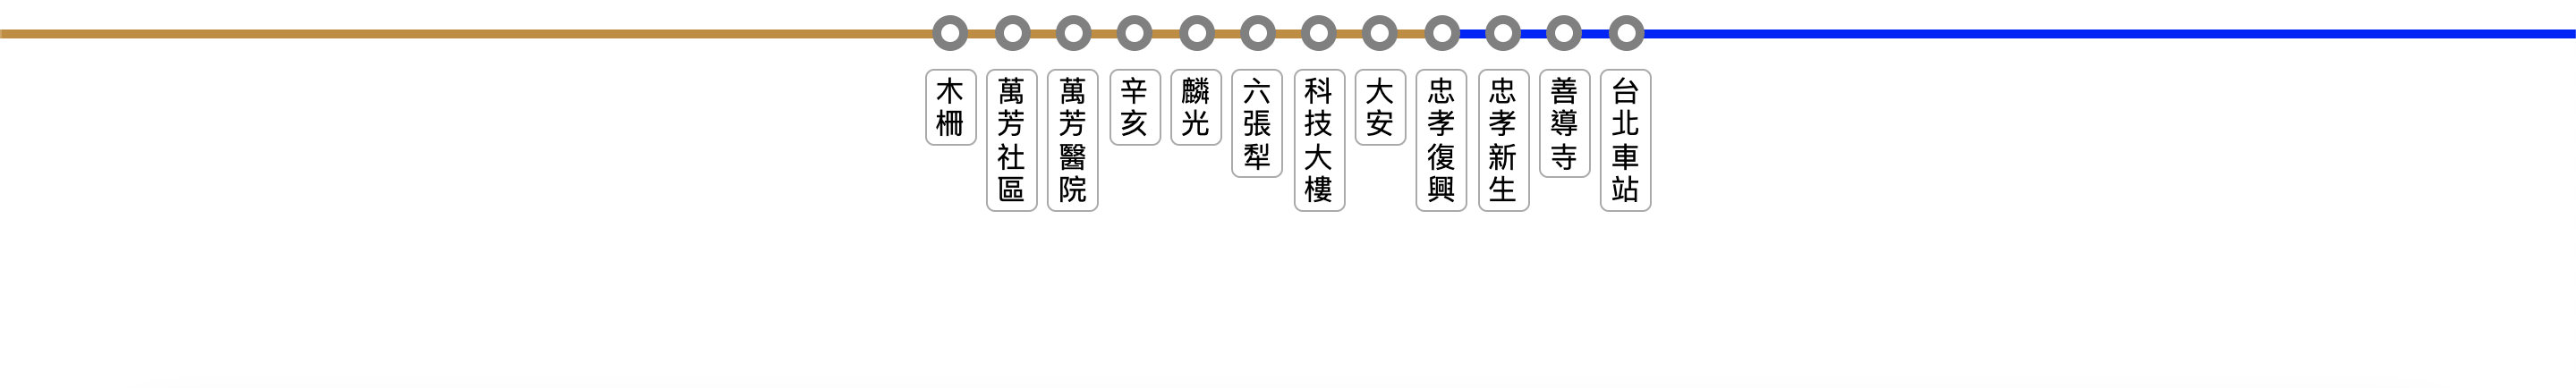 木柵
萬芳社區
萬芳醫院
辛亥
麟光
六張犁
科技大樓
大安
忠孝復興
忠孝新生
善導寺
台北車站